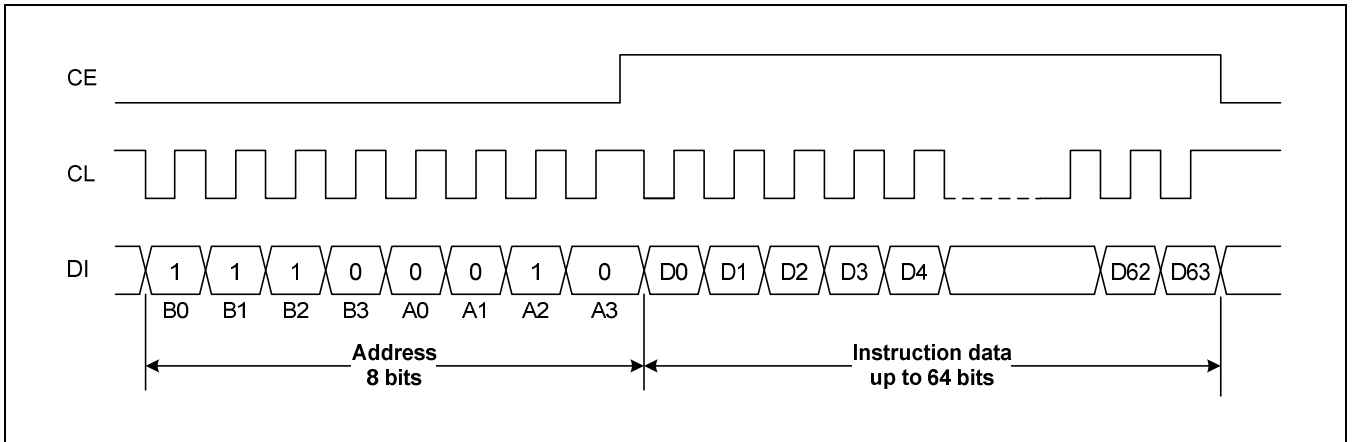 CE
CL
DI
1 1 1 0 0 0 1 0 D0 D1 D2 D3 D4 D62 D63
B0 B1 B2 B3 A0 A1 A2 A3
Address
8 bits
Instruction data
up to 64 bits